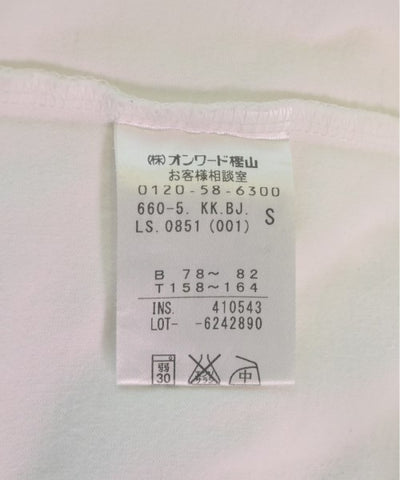 (株)オンワード樫山
お客様相談室
0120-58-6300
660-5. KK.BJ. S
LS.0851 (001)
B 78～ 82
T 158～164
INS. 410543
LOT- -6242890
弱 中
30